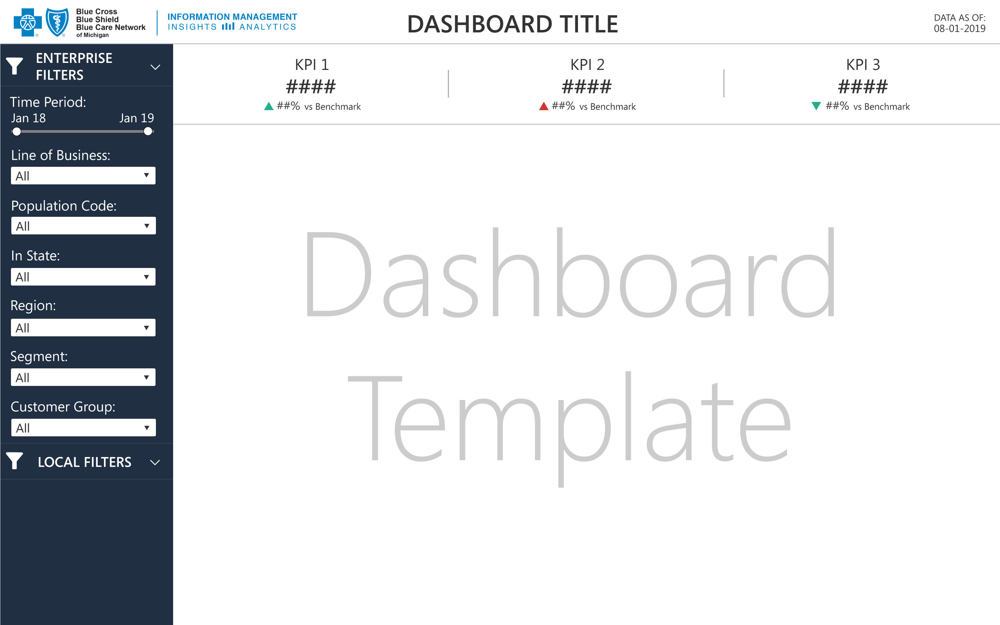 Blue Cross
Blue Shield
Blue Care Network
of Michigan
INFORMATION MANAGEMENT
INSIGHTS ANALYTICS
DASHBOARD TITLE
DATA AS OF:
08-01-2019
ENTERPRISE
FILTERS
Time Period:
Jan 18 Jan 19
Line of Business:
All
Population Code:
All
In State:
All
Region:
All
Segment:
All
Customer Group:
All
LOCAL FILTERS
KPI 1
####
##% vs Benchmark
KPI 2
####
##% vs Benchmark
KPI 3
####
##% vs Benchmark
Dashboard
Template